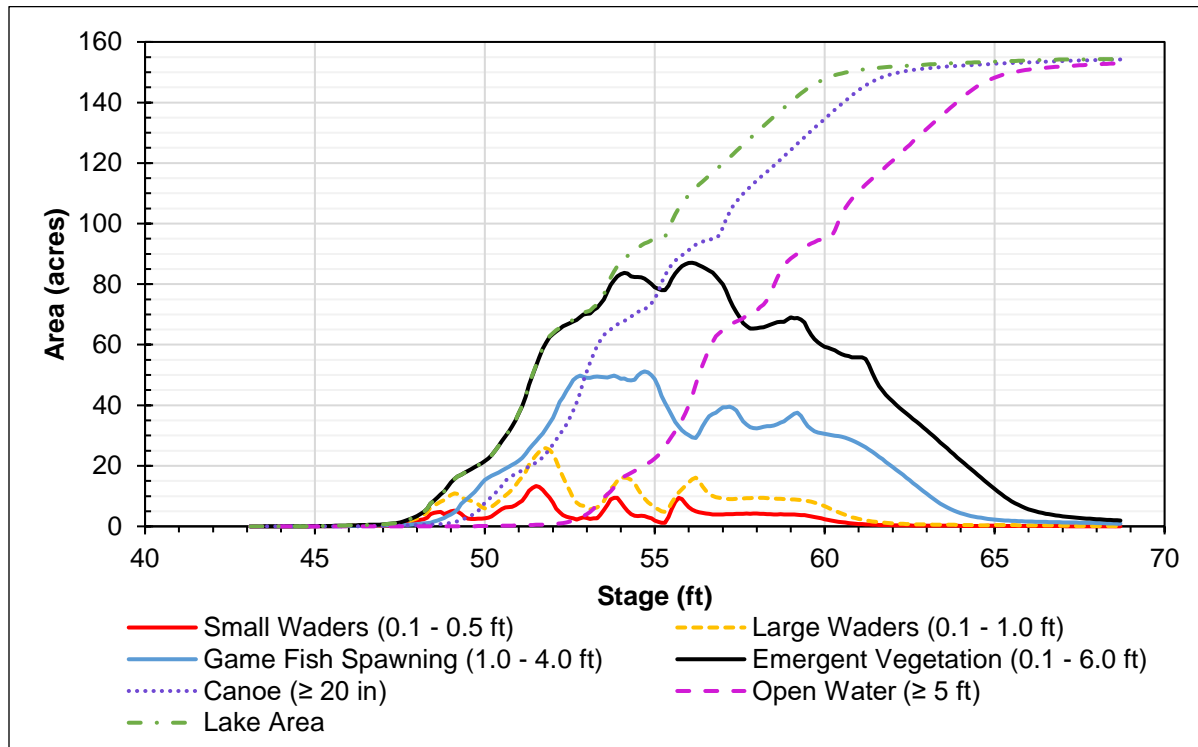 160
140
120
100
80
60
40
20
0
Area (acres)
40 45 50 55 60 65 70
Stage (ft)
Small Waders (0.1 - 0.5 ft) Large Waders (0.1 - 1.0 ft)
Game Fish Spawning (1.0 - 4.0 ft) Emergent Vegetation (0.1 - 6.0 ft)
Canoe (≥ 20 in) Open Water (≥ 5 ft)
Lake Area